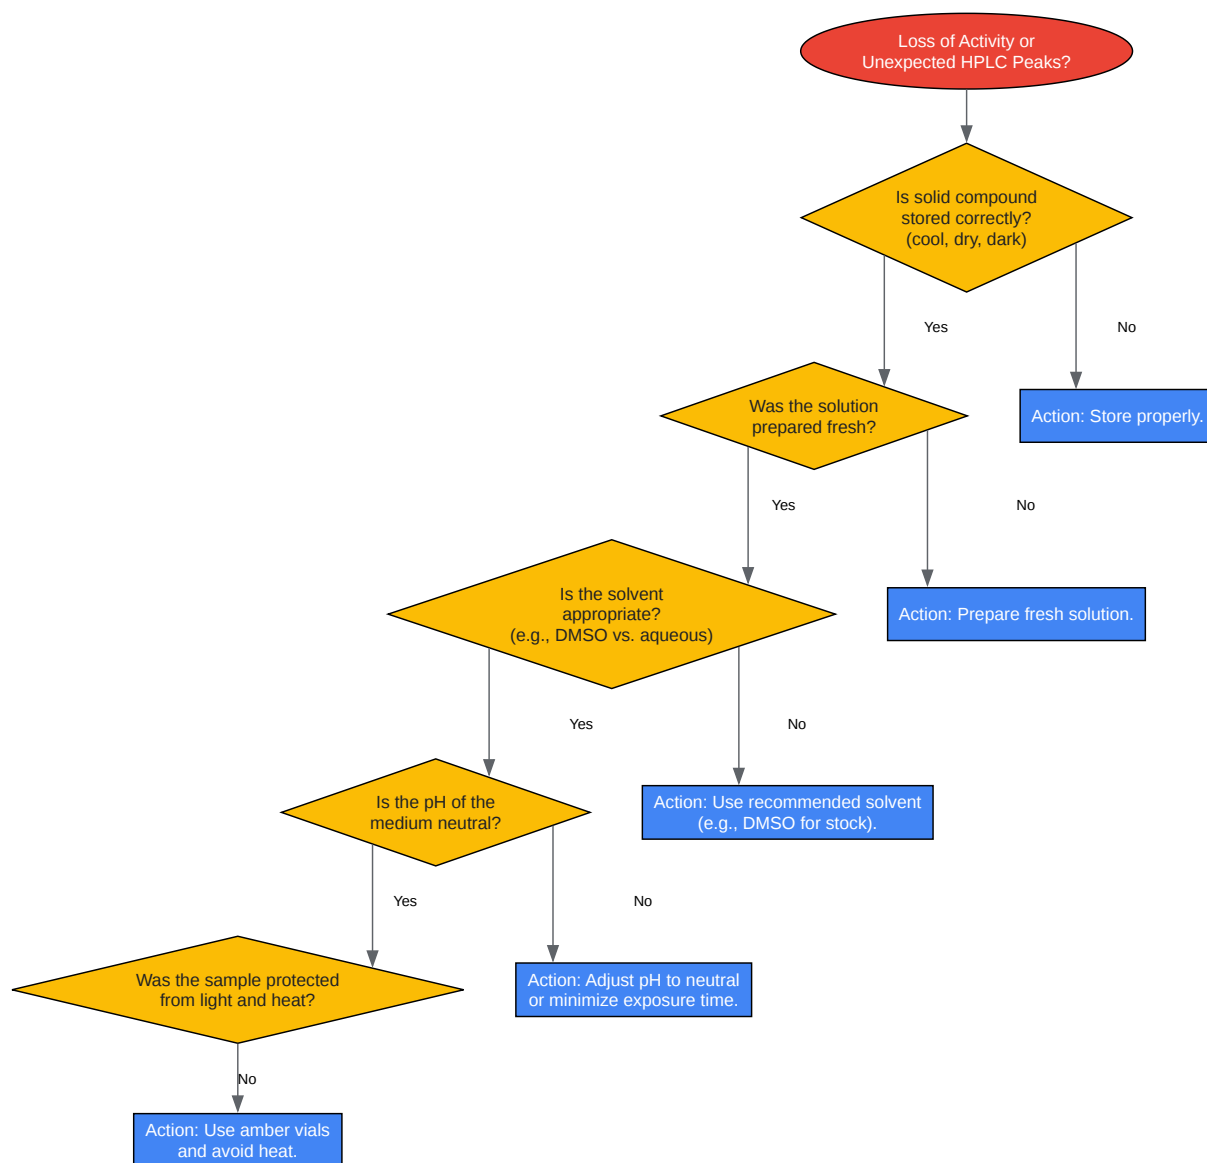 Loss of Activity or
Unexpected HPLC Peaks?
Is solid compound
stored correctly?
(cool, dry, dark)
Yes
No
Was the solution
prepared fresh?
Action: Store properly.
Yes
No
Is the solvent
appropriate?
(e.g., DMSO vs. aqueous)
Action: Prepare fresh solution.
Yes
No
Is the pH of the
medium neutral?
Action: Use recommended solvent
(e.g., DMSO for stock).
Yes
No
Was the sample protected
from light and heat?
Action: Adjust pH to neutral
or minimize exposure time.
No
Action: Use amber vials
and avoid heat.